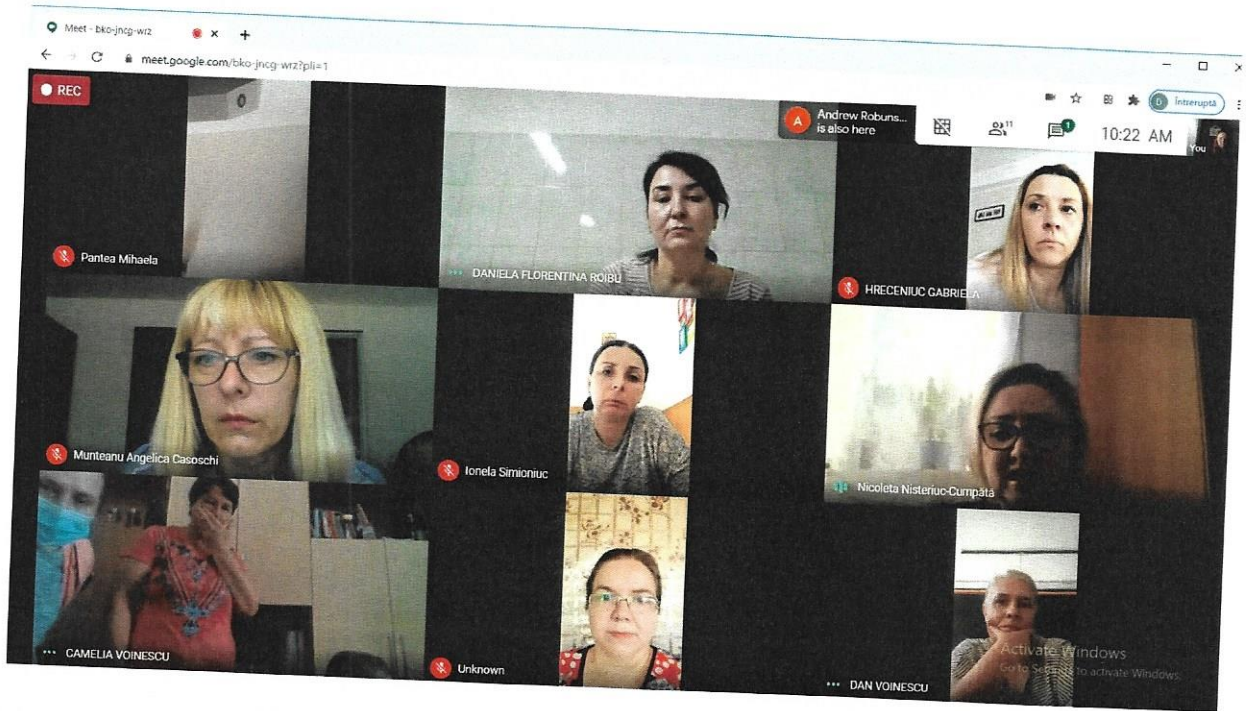 Meet - bko-jncg-wrz
meet.google.com/bko-jncg-wrz?pli=1
Întreruptă
REC
A
Andrew Robuns...
is also here
11
1
10:22 AM
You
D
Pantea Mihaela
DANIELA FLORENTINA ROIBU
HRECENIUC GABRIELA
Munteanu Angelica Casoschi
Ionela Simioniuc
Nicoleta Nisteriuc-Cumpătă
CAMELIA VOINESCU
Unknown
DAN VOINESCU
Activate Windows
Go to Settings to activate Windows.